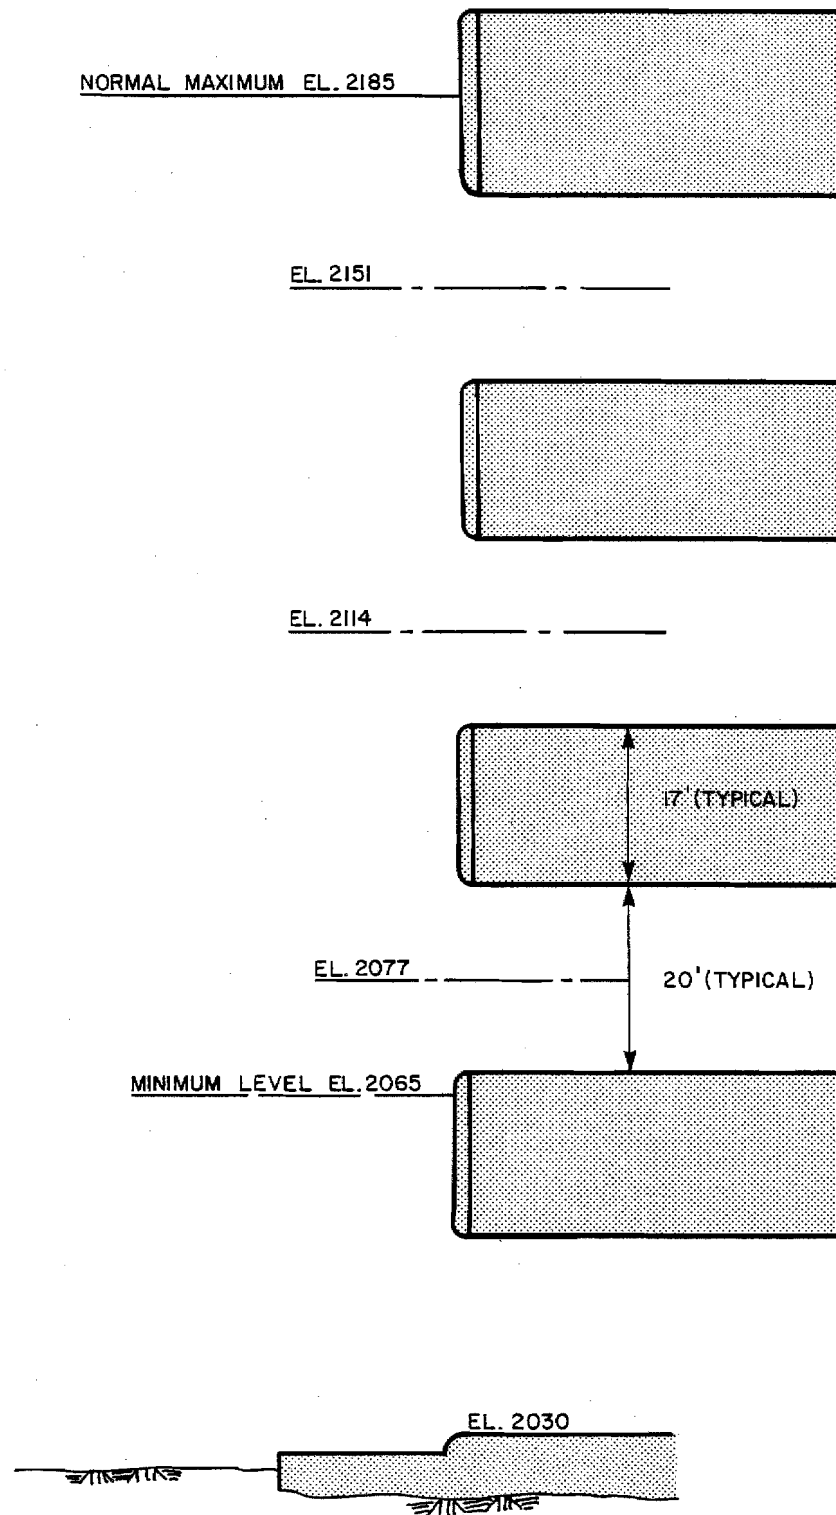 NORMAL MAXIMUM EL. 2185
EL. 2151
EL. 2114
17' (TYPICAL)
EL. 2077
20' (TYPICAL)
MINIMUM LEVEL EL. 2065
EL. 2030